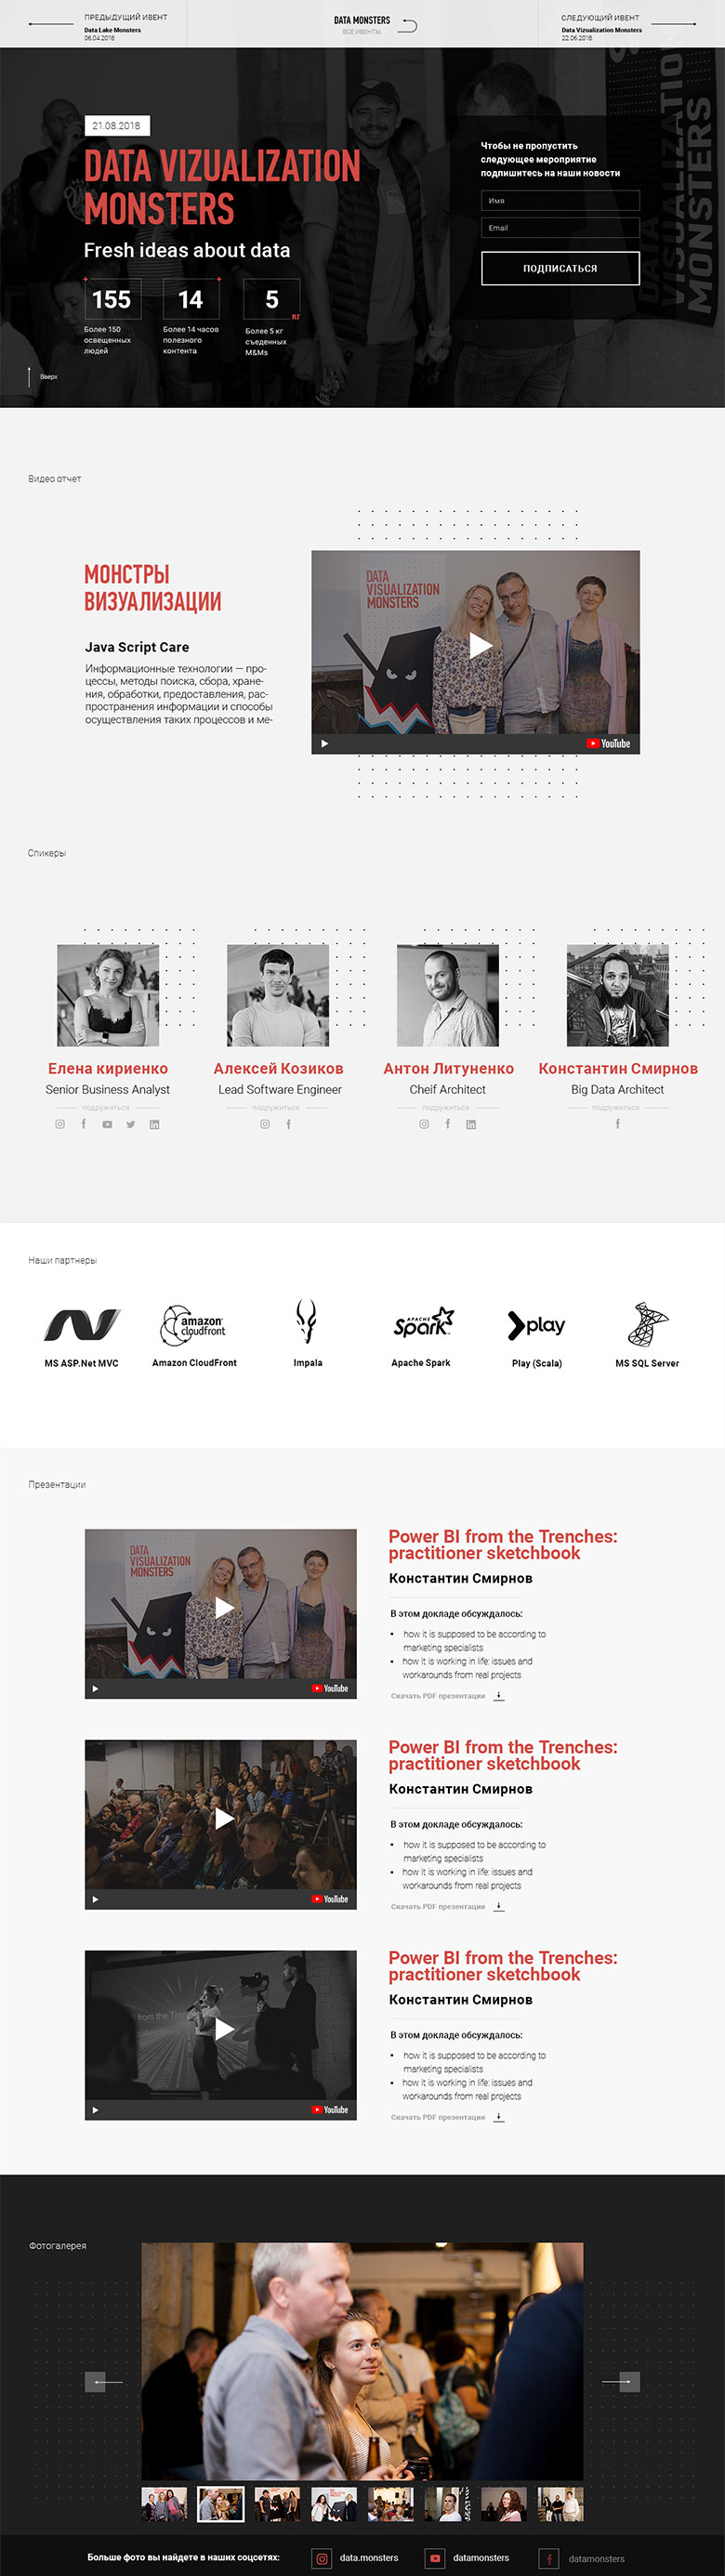 ПРЕДЫДУЩИЙ ИВЕНТ
Data Lake Monsters
06.04.2018
DATA MONSTERS
ВСЕ ИВЕНТЫ
СЛЕДУЮЩИЙ ИВЕНТ
Data Vizualization Monsters
22.06.2018
21.08.2018
DATA VIZUALIZATION
MONSTERS
Fresh ideas about data
155
Более 150
освещенных
людей
14
Более 14 часов
полезного
контента
5
КГ
Более 5 кг
съеденных
M&Ms
Вверх
Чтобы не пропустить
следующее мероприятие
подпишитесь на наши новости
Имя
Email
ПОДПИСАТЬСЯ
DATA
VISUALIZATION
MONSTERS
Видео отчет
МОНСТРЫ
ВИЗУАЛИЗАЦИИ
Java Script Care
Информационные технологии — про-
цессы, методы поиска, сбора, хране-
ния, обработки, предоставления, рас-
пространения информации и способы
осуществления таких процессов и ме-
DATA
VISUALIZATION
MONSTERS
YouTube
Спикеры
Елена кириенко
Senior Business Analyst
подружиться
Алексей Козиков
Lead Software Engineer
подружиться
Антон Литуненко
Cheif Architect
подружиться
Константин Смирнов
Big Data Architect
подружиться
Наши партнеры
MS ASP.Net MVC
amazon
cloudfront
Amazon CloudFront
Impala
APACHE
Spark
Apache Spark
play
Play (Scala)
MS SQL Server
Презентации
DATA
VISUALIZATION
MONSTERS
YouTube
Power BI from the Trenches:
practitioner sketchbook
Константин Смирнов
В этом докладе обсуждалось:
• how it is supposed to be according to
marketing specialists
• how it is working in life: issues and
workarounds from real projects
Скачать PDF презентации
YouTube
Power BI from the Trenches:
practitioner sketchbook
Константин Смирнов
В этом докладе обсуждалось:
• how it is supposed to be according to
marketing specialists
• how it is working in life: issues and
workarounds from real projects
Скачать PDF презентации
from the
YouTube
Power BI from the Trenches:
practitioner sketchbook
Константин Смирнов
В этом докладе обсуждалось:
• how it is supposed to be according to
marketing specialists
• how it is working in life: issues and
workarounds from real projects
Скачать PDF презентации
Фотогалерея
Больше фото вы найдете в наших соцсетях:
data.monsters
datamonsters
datamonsters